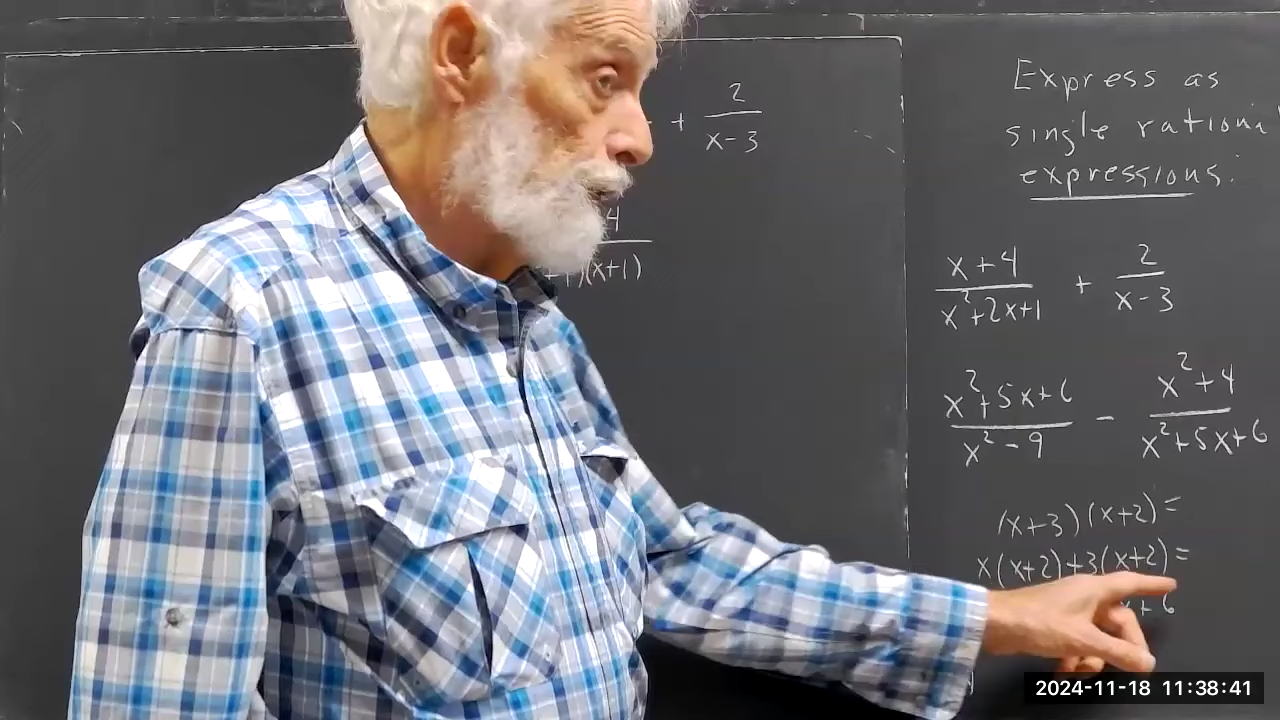 + 2/(x-3)
4
)(x+1)
Express as
single rationa
expressions.
(x+4)/(x²+2x+1) + 2/(x-3)
(x²+5x+6)/(x²-9) - (x²+4)/(x²+5x+6)
(x+3)(x+2)=
x(x+2)+3(x+2)=
x+6
2024-11-18 11:38:41